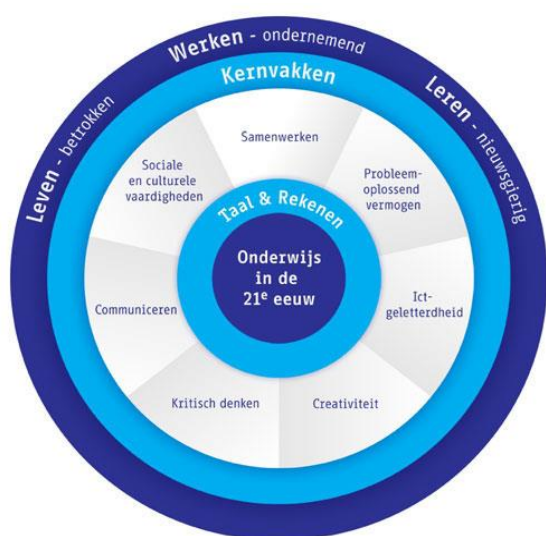 Werken - ondernemend
Kernvakken
Leven - betrokken
Leren - nieuwsgierig
Samenwerken
Sociale
en culturele
vaardigheden
Probleem-
oplossend
vermogen
Taal & Rekenen
Onderwijs
in de
21e eeuw
Communiceren
Ict-
geletterdheid
Kritisch denken
Creativiteit